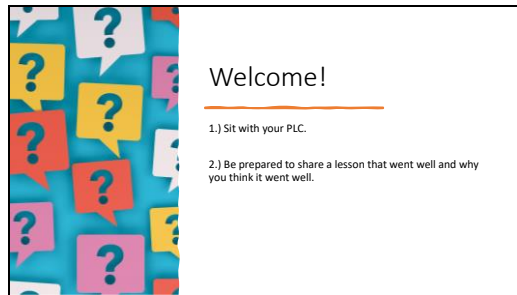 Welcome!
1.) Sit with your PLC.
2.) Be prepared to share a lesson that went well and why
you think it went well.